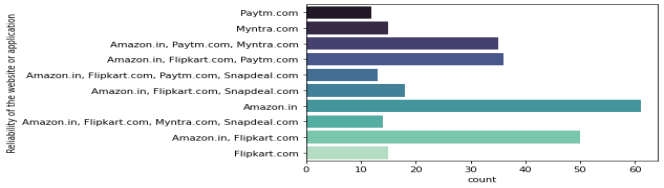 Reliability of the website or application
Paytm.com
Myntra.com
Amazon.in, Paytm.com, Myntra.com
Amazon.in, Flipkart.com, Paytm.com
Amazon.in, Flipkart.com, Paytm.com, Snapdeal.com
Amazon.in, Flipkart.com, Snapdeal.com
Amazon.in
Amazon.in, Flipkart.com, Myntra.com, Snapdeal.com
Amazon.in, Flipkart.com
Flipkart.com
0 10 20 30 40 50 60
count